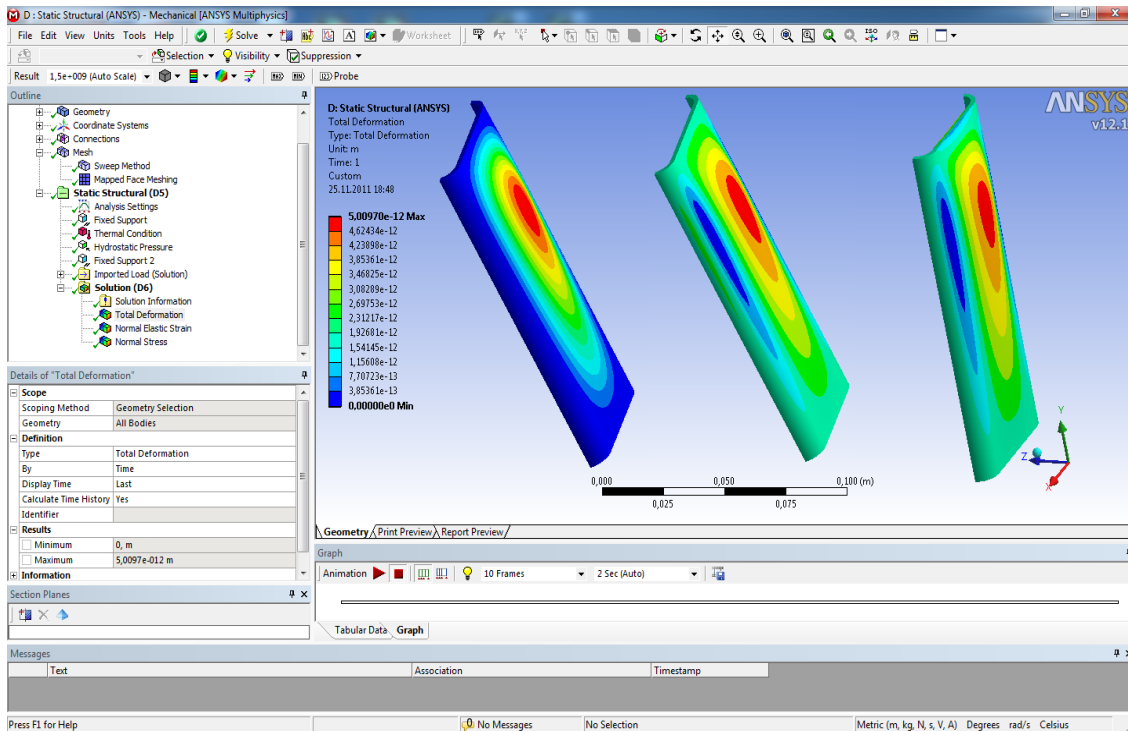 D : Static Structural (ANSYS) - Mechanical [ANSYS Multiphysics]
File Edit View Units Tools Help Solve Worksheet
Selection Visibility Suppression
Result 1,5e+009 (Auto Scale) Probe
Outline
Geometry
Coordinate Systems
Connections
Mesh
Sweep Method
Mapped Face Meshing
Static Structural (D5)
Analysis Settings
Fixed Support
Thermal Condition
Hydrostatic Pressure
Fixed Support 2
Imported Load (Solution)
Solution (D6)
Solution Information
Total Deformation
Normal Elastic Strain
Normal Stress
Details of "Total Deformation"
Scope
Scoping Method Geometry Selection
Geometry All Bodies
Definition
Type Total Deformation
By Time
Display Time Last
Calculate Time History Yes
Identifier
Results
Minimum 0, m
Maximum 5,0097e-012 m
Information
Section Planes
D: Static Structural (ANSYS)
Total Deformation
Type: Total Deformation
Unit: m
Time: 1
Custom
25.11.2011 18:48
5,00970e-12 Max
4,62434e-12
4,23898e-12
3,85361e-12
3,46825e-12
3,08289e-12
2,69753e-12
2,31217e-12
1,92681e-12
1,54145e-12
1,15608e-12
7,70723e-13
3,85361e-13
0,00000e0 Min
ANSYS
v12.1
Y
Z
X
0,000 0,050 0,100 (m)
0,025 0,075
Geometry Print Preview Report Preview
Graph
Animation 10 Frames 2 Sec (Auto)
Tabular Data Graph
Messages
Text Association Timestamp
Press F1 for Help No Messages No Selection Metric (m, kg, N, s, V, A) Degrees rad/s Celsius